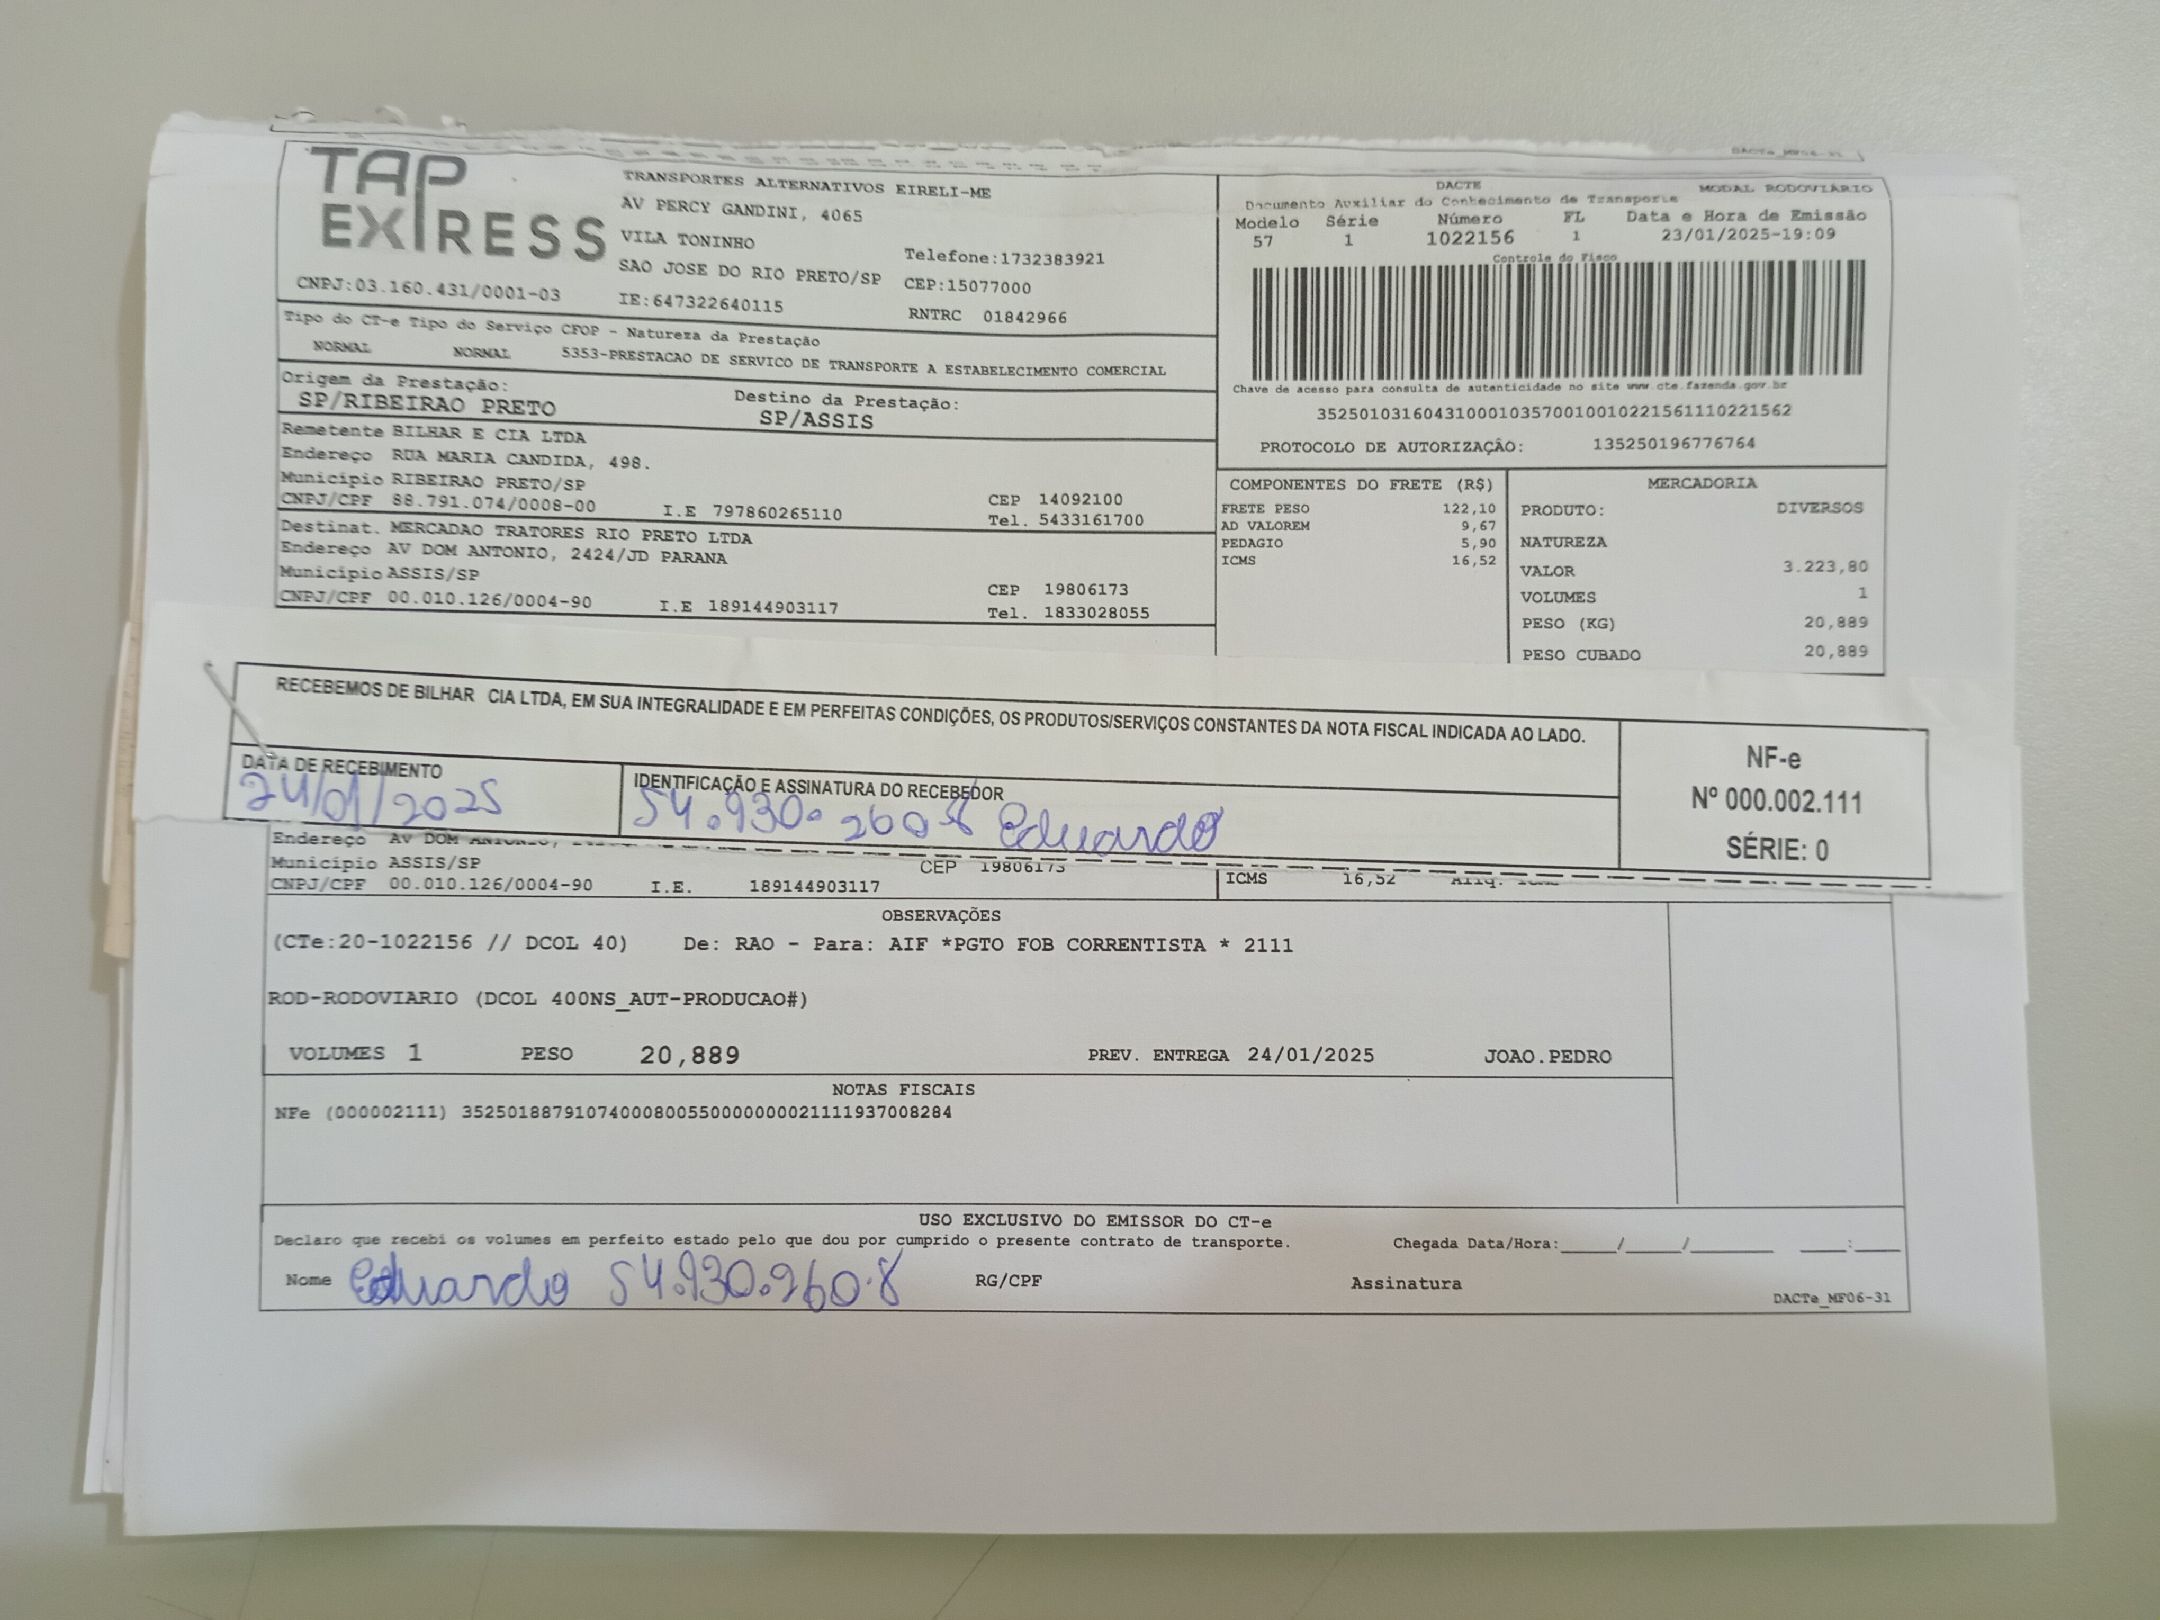 TAP EXPRESS
TRANSPORTES ALTERNATIVOS EIRELI-ME
AV PERCY GANDINI, 4065
VILA TONINHO
SAO JOSE DO RIO PRETO/SP
Telefone:1732383921
CEP:15077000
CNPJ:03.160.431/0001-03
IE:647322640115
RNTRC 01842966
Tipo do CT-e Tipo do Serviço CFOP - Natureza da Prestação
NORMAL NORMAL 5353-PRESTACAO DE SERVICO DE TRANSPORTE A ESTABELECIMENTO COMERCIAL
Origem da Prestação:
SP/RIBEIRAO PRETO
Destino da Prestação:
SP/ASSIS
Remetente BILHAR E CIA LTDA
Endereço RUA MARIA CANDIDA, 498.
Município RIBEIRAO PRETO/SP
CEP 14092100
CNPJ/CPF 88.791.074/0008-00 I.E 797860265110 Tel. 5433161700
Destinat. MERCADAO TRATORES RIO PRETO LTDA
Endereço AV DOM ANTONIO, 2424/JD PARANA
Município ASSIS/SP
CEP 19806173
CNPJ/CPF 00.010.126/0004-90 I.E 189144903117 Tel. 1833028055
DACTE MODAL RODOVIÁRIO
Documento Auxiliar do Conhecimento de Transporte
Modelo Série Número FL Data e Hora de Emissão
57 1 1022156 1 23/01/2025-19:09
Controle do Fisco
Chave de acesso para consulta de autenticidade no site www.cte.fazenda.gov.br
35250103160431000103570010010221561110221562
PROTOCOLO DE AUTORIZAÇÂO: 135250196776764
COMPONENTES DO FRETE (R$)
FRETE PESO 122,10
AD VALOREM 9,67
PEDAGIO 5,90
ICMS 16,52
MERCADORIA
PRODUTO: DIVERSOS
NATUREZA
VALOR 3.223,80
VOLUMES 1
PESO (KG) 20,889
PESO CUBADO 20,889
RECEBEMOS DE BILHAR CIA LTDA, EM SUA INTEGRALIDADE E EM PERFEITAS CONDIÇÕES, OS PRODUTOS/SERVIÇOS CONSTANTES DA NOTA FISCAL INDICADA AO LADO.
DATA DE RECEBIMENTO
24/01/2025
IDENTIFICAÇÃO E ASSINATURA DO RECEBEDOR
54.930.260-8 Eduardo
NF-e
Nº 000.002.111
SÉRIE: 0
Endereço AV DOM ANTONIO,
Município ASSIS/SP CEP 19806173
CNPJ/CPF 00.010.126/0004-90 I.E. 189144903117
ICMS 16,52
OBSERVAÇÕES
(CTe:20-1022156 // DCOL 40) De: RAO - Para: AIF *PGTO FOB CORRENTISTA * 2111
ROD-RODOVIARIO (DCOL 400NS_AUT-PRODUCAO#)
VOLUMES 1 PESO 20,889 PREV. ENTREGA 24/01/2025 JOAO.PEDRO
NOTAS FISCAIS
NFe (000002111) 35250188791074000800550000000021111937008284
USO EXCLUSIVO DO EMISSOR DO CT-e
Declaro que recebi os volumes em perfeito estado pelo que dou por cumprido o presente contrato de transporte. Chegada Data/Hora:_____/_____/________ ____:____
Nome Eduardo 54.930.260.8 RG/CPF Assinatura
DACTe_MF06-31